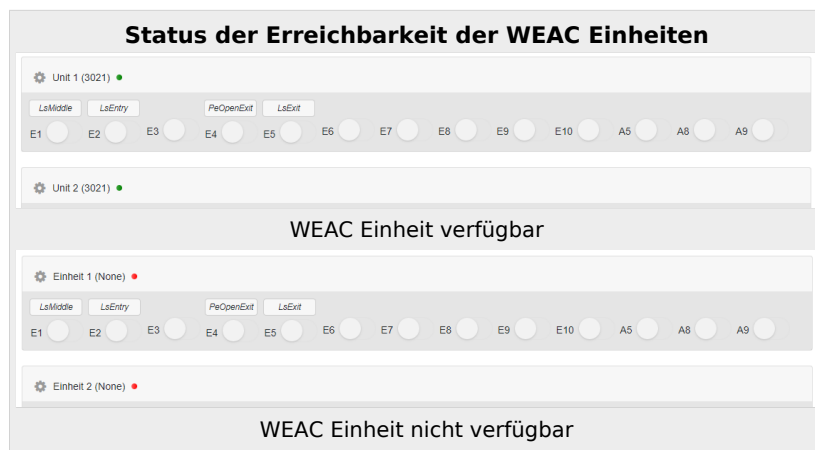 Status der Erreichbarkeit der WEAC Einheiten
Unit 1 (3021)
LsMiddle LsEntry PeOpenExit LsExit
E1 E2 E3 E4 E5 E6 E7 E8 E9 E10 A5 A8 A9
Unit 2 (3021)
WEAC Einheit verfügbar
Einheit 1 (None)
LsMiddle LsEntry PeOpenExit LsExit
E1 E2 E3 E4 E5 E6 E7 E8 E9 E10 A5 A8 A9
Einheit 2 (None)
WEAC Einheit nicht verfügbar